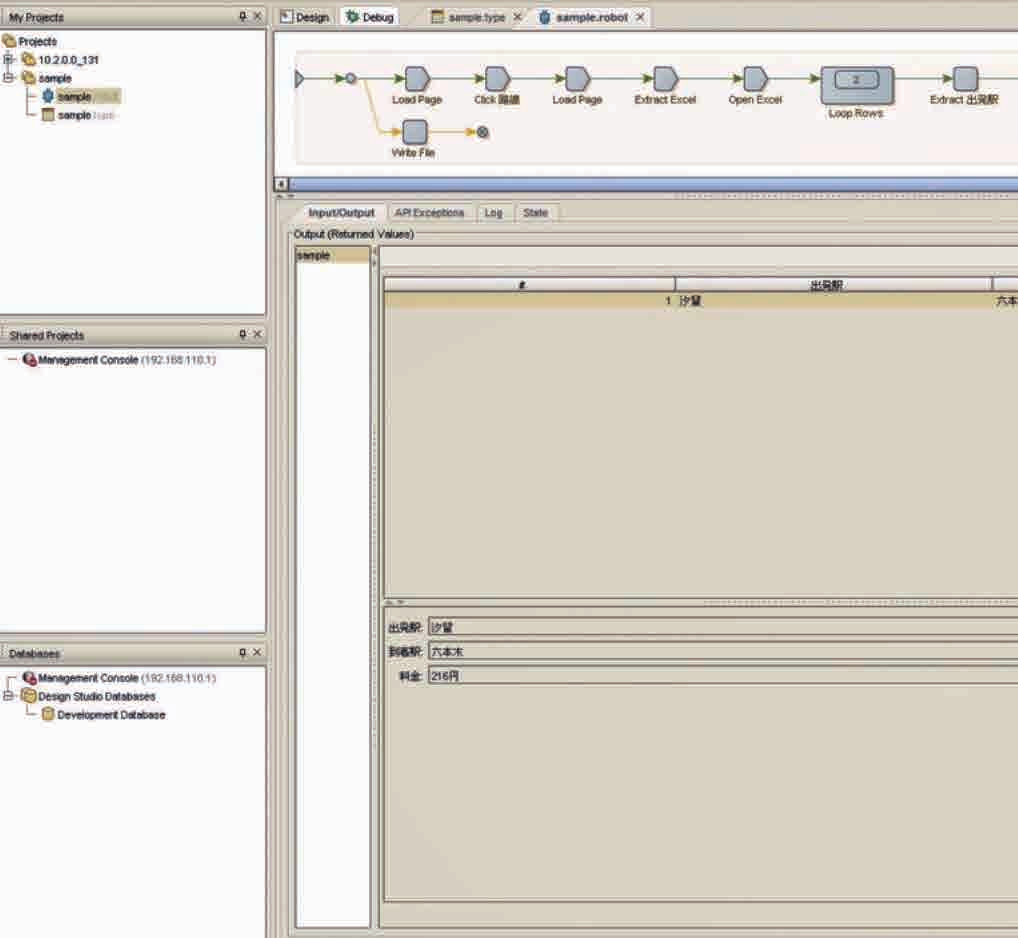 My Projects
Projects
10.2.0.0_131
sample
sample .robot
sample .type
Shared Projects
Management Console (192.168.110.1)
Databases
Management Console (192.168.110.1)
Design Studio Databases
Development Database
Design
Debug
sample.type
sample.robot
Load Page
Click 路線
Load Page
Extract Excel
Open Excel
2
Loop Rows
Extract 出発駅
Write File
Input/Output
API Exceptions
Log
State
Output (Returned Values)
sample
# 出発駅
1 汐留 六本
出発駅: 汐留
到着駅: 六本木
料金: 216円